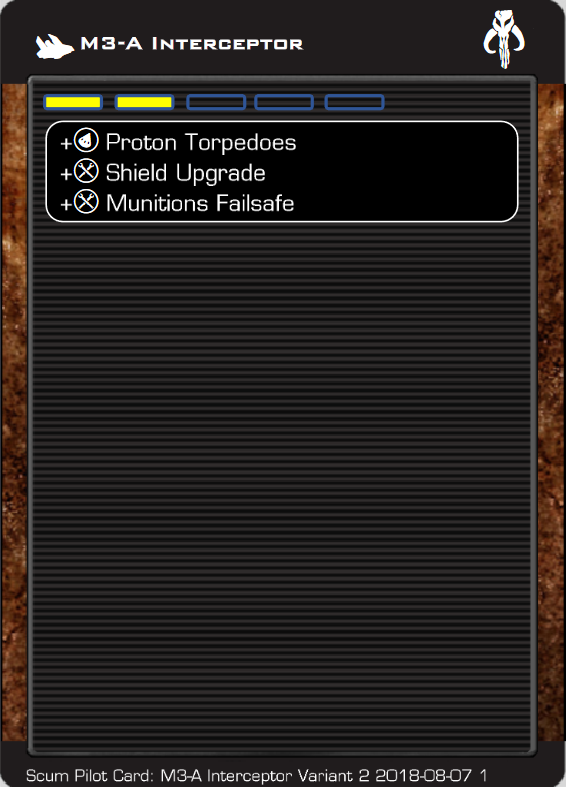 M3-A Interceptor
+ Proton Torpedoes
+ Shield Upgrade
+ Munitions Failsafe
Scum Pilot Card: M3-A Interceptor Variant 2 2018-08-07 1